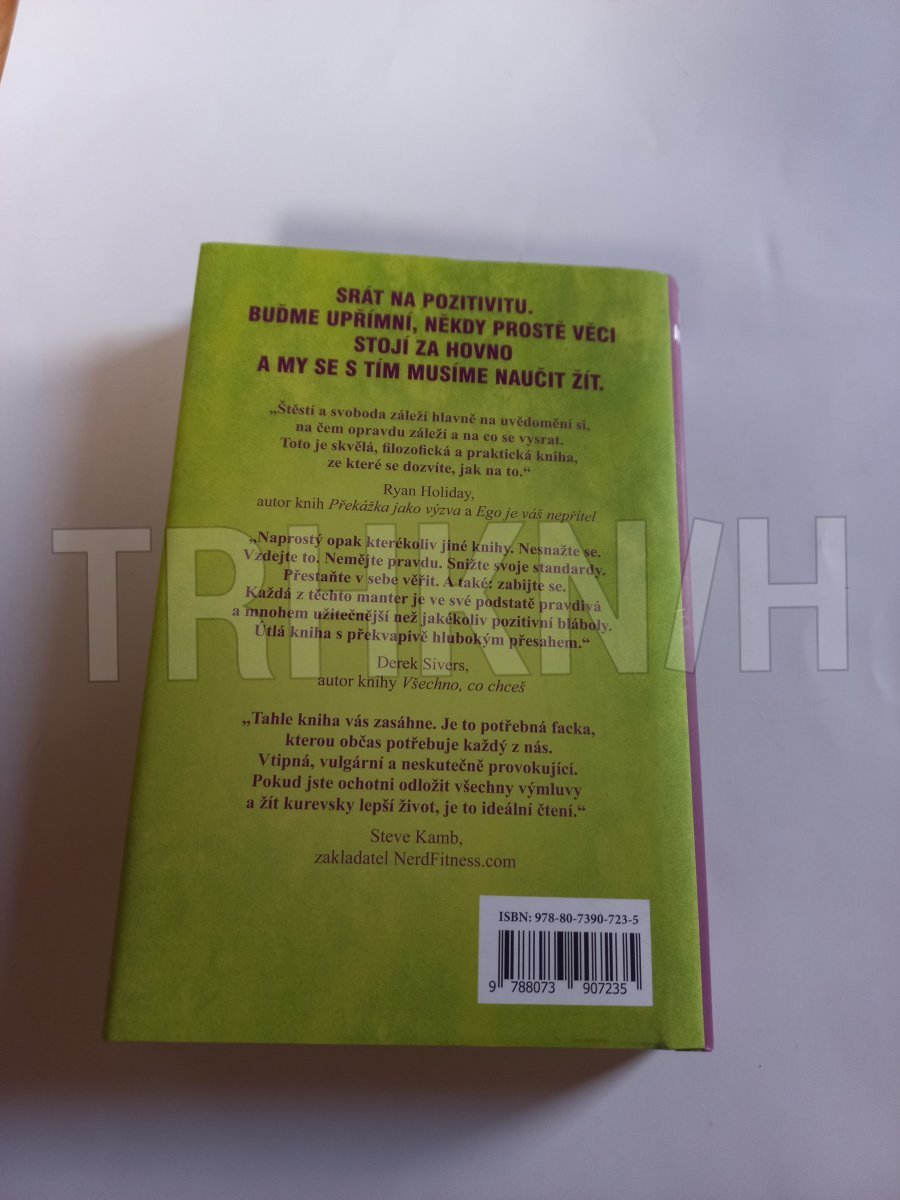 SRÁT NA POZITIVITU.
BUĎME UPŘÍMNÍ, NĚKDY PROSTĚ VĚCI
STOJÍ ZA HOVNO
A MY SE S TÍM MUSÍME NAUČIT ŽÍT.
„Štěstí a svoboda záleží hlavně na uvědomění si,
na čem opravdu záleží a na co se vysrat.
Toto je skvělá, filozofická a praktická kniha,
ze které se dozvíte, jak na to.“
Ryan Holiday,
autor knih Překážka jako výzva a Ego je váš nepřítel
„Naprostý opak kterékoliv jiné knihy. Nesnažte se.
Vzdejte to. Nemějte pravdu. Snižte svoje standardy.
Přestaňte v sebe věřit. A také: zabijte se.
Každá z těchto manter je ve své podstatě pravdivá
a mnohem užitečnější než jakékoliv pozitivní bláboly.
Útlá kniha s překvapivě hlubokým přesahem.“
Derek Sivers,
autor knihy Všechno, co chceš
„Tahle kniha vás zasáhne. Je to potřebná facka,
kterou občas potřebuje každý z nás.
Vtipná, vulgární a neskutečně provokující.
Pokud jste ochotni odložit všechny výmluvy
a žít kurevsky lepší život, je to ideální čtení.“
Steve Kamb,
zakladatel NerdFitness.com
ISBN: 978-80-7390-723-5
9 788073 907235
TRHKNIH